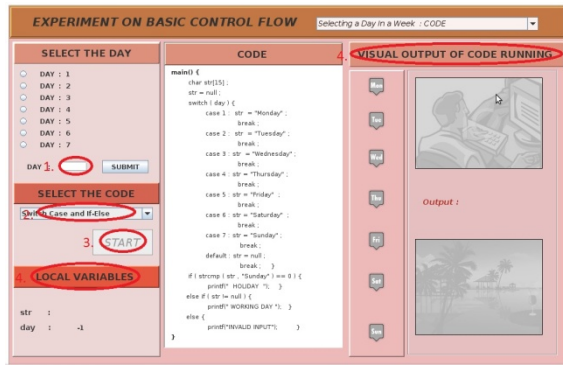 EXPERIMENT ON BASIC CONTROL FLOW
Selecting a Day in a Week : CODE
SELECT THE DAY
DAY : 1
DAY : 2
DAY : 3
DAY : 4
DAY : 5
DAY : 6
DAY : 7
DAY 1.
SUBMIT
SELECT THE CODE
2. Switch Case and If-Else
3. START
4. LOCAL VARIABLES
str :
day : -1
CODE
main() {
char str[15] ;
str = null ;
switch ( day ) {
case 1 : str = "Monday" ;
break ;
case 2 : str = "Tuesday" ;
break ;
case 3 : str = "Wednesday" ;
break ;
case 4 : str = "Thursday" ;
break ;
case 5 : str = "Friday" ;
break ;
case 6 : str = "Saturday" ;
break ;
case 7 : str = "Sunday" ;
break ;
default : str = null ;
break ; }
if ( strcmp ( str , "Sunday" ) == 0 ) {
printf(" HOLIDAY "); }
else if ( str != null ) {
printf(" WORKING DAY "); }
else {
printf("INVALID INPUT"); }
}
4. VISUAL OUTPUT OF CODE RUNNING
Mon
Tue
Wed
Thu
Fri
Sat
Sun
Output :